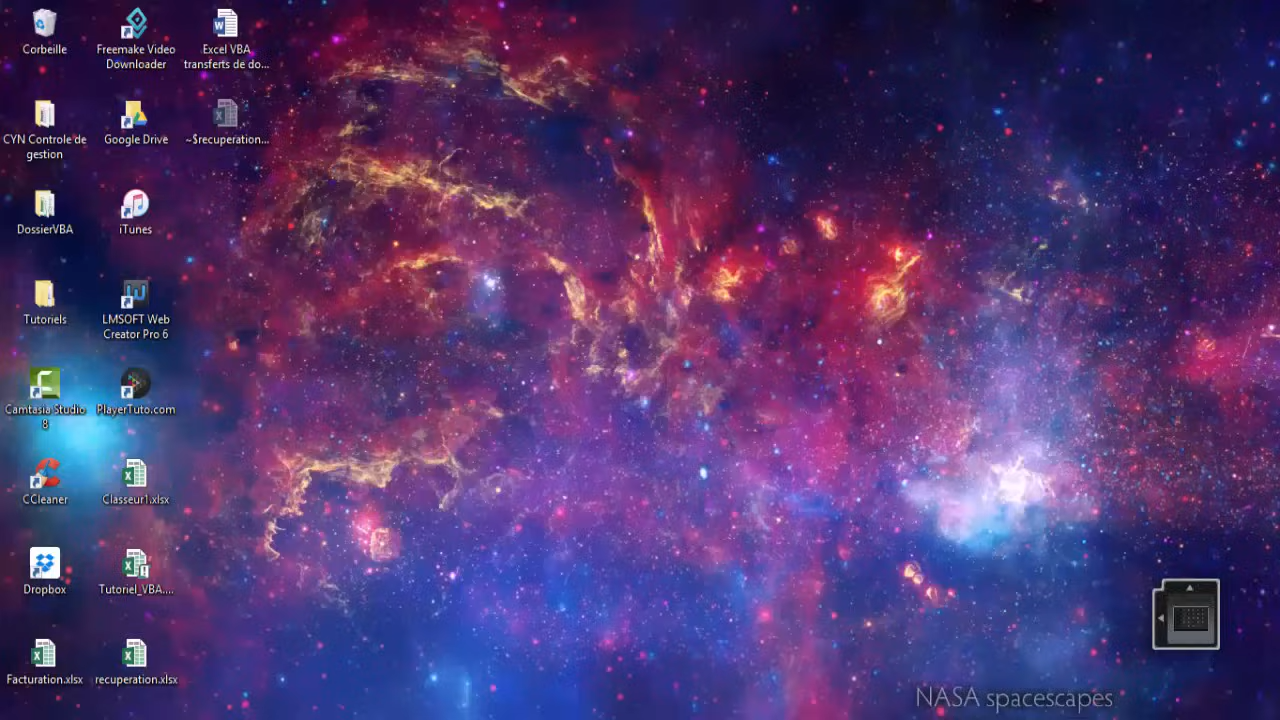 Corbeille
Freemake Video
Downloader
Excel VBA
transferts de do...
CYN Controle de
gestion
Google Drive
~$recuperation...
DossierVBA
iTunes
Tutoriels
LMSOFT Web
Creator Pro 6
Camtasia Studio
8
PlayerTuto.com
CCleaner
Classeur1.xlsx
Dropbox
Tutoriel_VBA....
Facturation.xlsx
recuperation.xlsx
NASA spacescapes